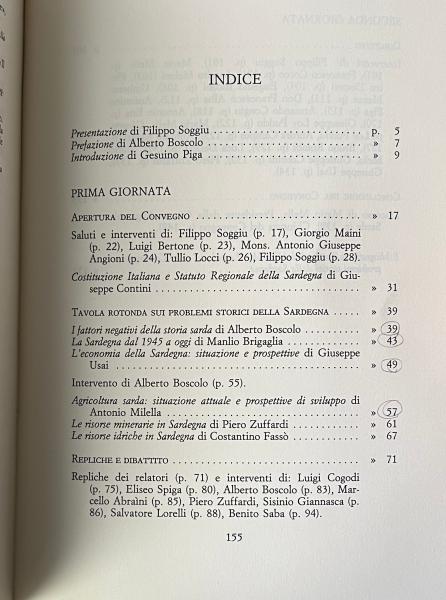 INDICE
Presentazione di Filippo Soggiu . . . . . . . . . . . . . . . . . . . . . . . . p. 5
Prefazione di Alberto Boscolo . . . . . . . . . . . . . . . . . . . . . . . . . » 7
Introduzione di Gesuino Piga . . . . . . . . . . . . . . . . . . . . . . . . . » 9
PRIMA GIORNATA
APERTURA DEL CONVEGNO . . . . . . . . . . . . . . . . . . . . . . . . . » 17
Saluti e interventi di: Filippo Soggiu (p. 17), Giorgio Maini
(p. 22), Luigi Bertone (p. 23), Mons. Antonio Giuseppe
Angioni (p. 24), Tullio Locci (p. 26), Filippo Soggiu (p. 28).
Costituzione Italiana e Statuto Regionale della Sardegna di Giu-
seppe Contini . . . . . . . . . . . . . . . . . . . . . . . . . . . . . . » 31
TAVOLA ROTONDA SUI PROBLEMI STORICI DELLA SARDEGNA . . . . . » 39
I fattori negativi della storia sarda di Alberto Boscolo . . . . . . . . . . . » 39
La Sardegna dal 1945 a oggi di Manlio Brigaglia . . . . . . . . . . . . . » 43
L'economia della Sardegna: situazione e prospettive di Giuseppe
Usai . . . . . . . . . . . . . . . . . . . . . . . . . . . . . . . . . . . » 49
Intervento di Alberto Boscolo (p. 55).
Agricoltura sarda: situazione attuale e prospettive di sviluppo di
Antonio Milella . . . . . . . . . . . . . . . . . . . . . . . . . . . . . » 57
Le risorse minerarie in Sardegna di Piero Zuffardi . . . . . . . . . . . . » 61
Le risorse idriche in Sardegna di Costantino Fassò . . . . . . . . . . . . » 67
REPLICHE E DIBATTITO . . . . . . . . . . . . . . . . . . . . . . . . . . » 71
Repliche dei relatori (p. 71) e interventi di: Luigi Cogodi
(p. 75), Eliseo Spiga (p. 80), Alberto Boscolo (p. 83), Mar-
cello Abraini (p. 85), Piero Zuffardi, Sisinio Giannasca (p.
86), Salvatore Lorelli (p. 88), Benito Saba (p. 94).
155